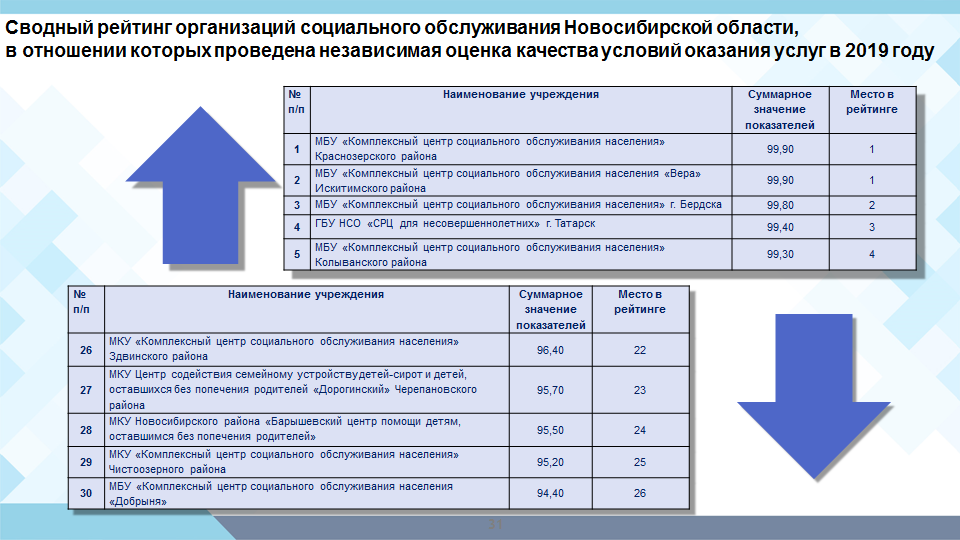 Сводный рейтинг организаций социального обслуживания Новосибирской области,
в отношении которых проведена независимая оценка качества условий оказания услуг в 2019 году
№ п/п Наименование учреждения Суммарное значение показателей Место в рейтинге
1 МБУ «Комплексный центр социального обслуживания населения» Краснозерского района 99,90 1
2 МБУ «Комплексный центр социального обслуживания населения «Вера» Искитимского района 99,90 1
3 МБУ «Комплексный центр социального обслуживания населения» г. Бердска 99,80 2
4 ГБУ НСО «СРЦ для несовершеннолетних» г. Татарск 99,40 3
5 МБУ «Комплексный центр социального обслуживания населения» Колыванского района 99,30 4
№ п/п Наименование учреждения Суммарное значение показателей Место в рейтинге
26 МКУ «Комплексный центр социального обслуживания населения» Здвинского района 96,40 22
27 МКУ Центр содействия семейному устройству детей-сирот и детей, оставшихся без попечения родителей «Дорогинский» Черепановского района 95,70 23
28 МКУ Новосибирского района «Барышевский центр помощи детям, оставшимся без попечения родителей» 95,50 24
29 МКУ «Комплексный центр социального обслуживания населения» Чистоозерного района 95,20 25
30 МБУ «Комплексный центр социального обслуживания населения «Добрыня» 94,40 26
31